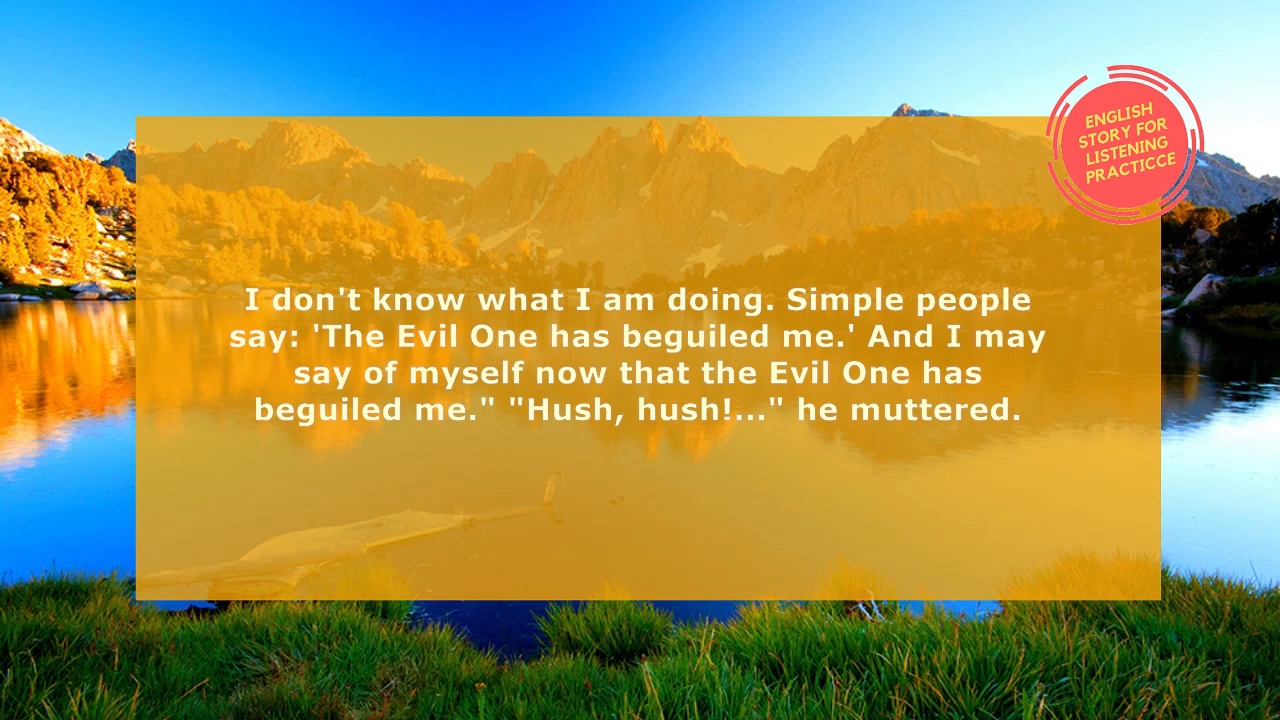 ENGLISH
STORY FOR
LISTENING
PRACTICCE
I don't know what I am doing. Simple people
say: 'The Evil One has beguiled me.' And I may
say of myself now that the Evil One has
beguiled me." "Hush, hush!..." he muttered.